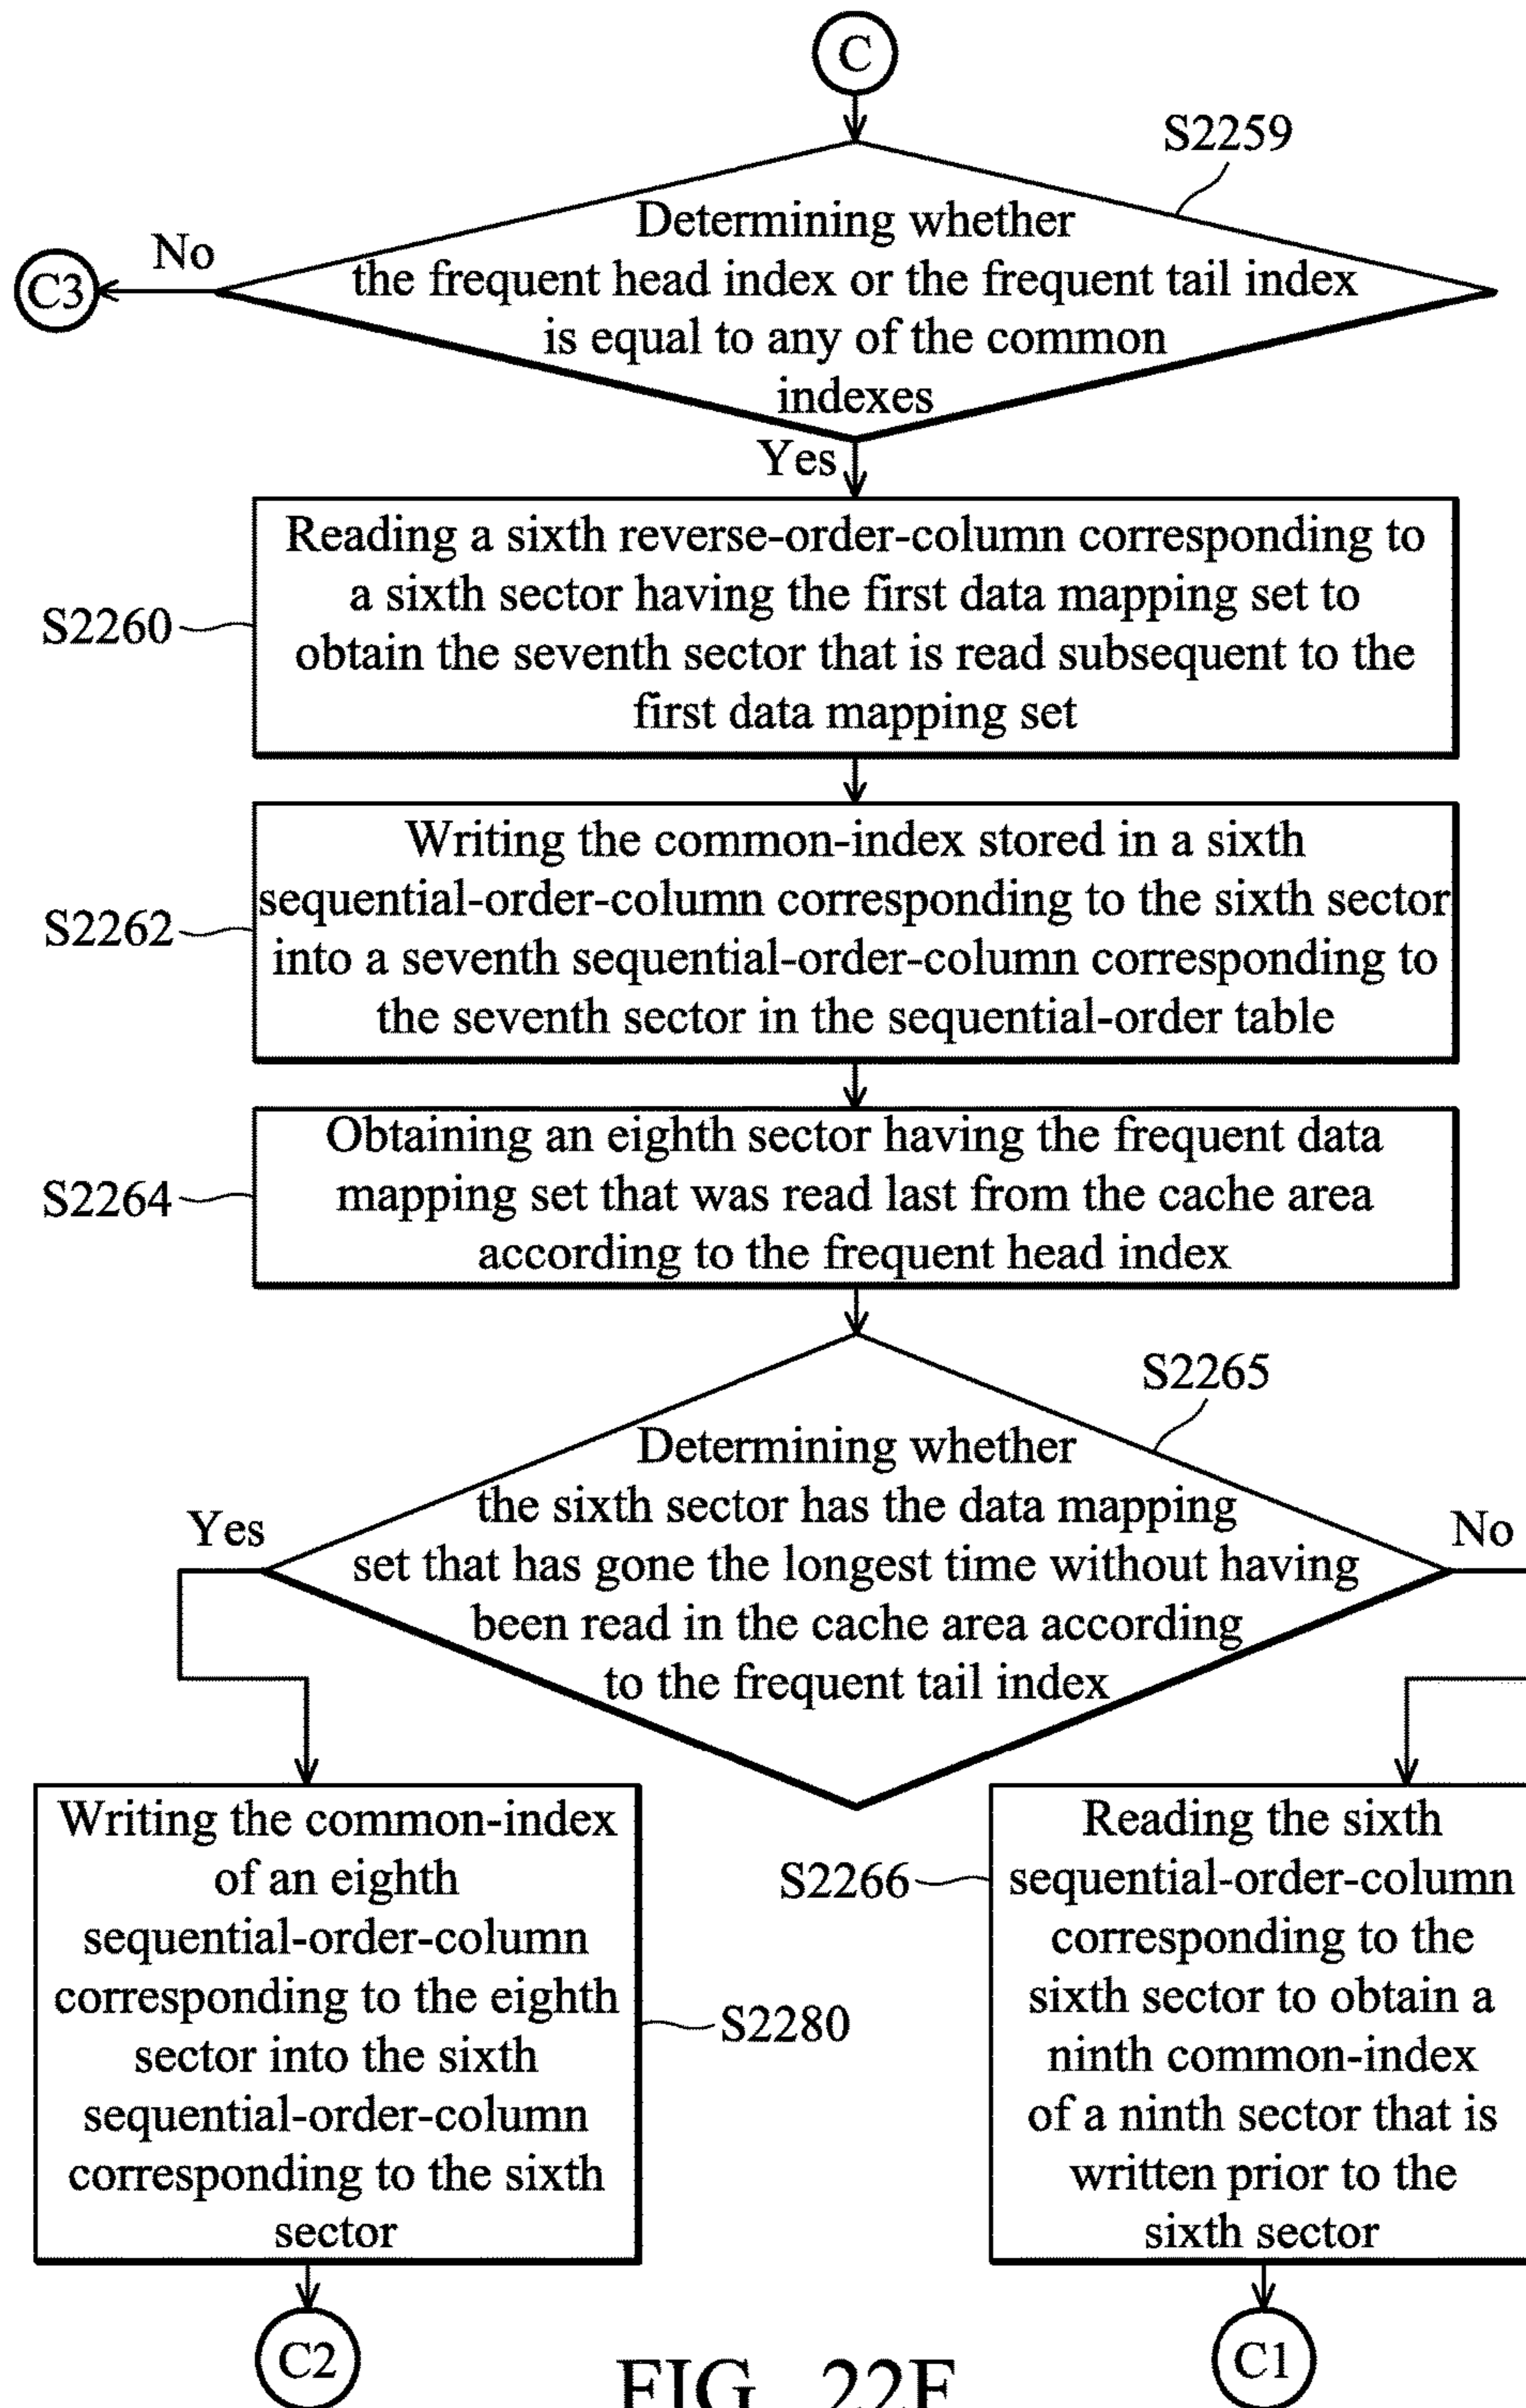 C
S2259
Determining whether
the frequent head index or the frequent tail index
is equal to any of the common
indexes
No
C3
Yes
Reading a sixth reverse-order-column corresponding to
a sixth sector having the first data mapping set to
obtain the seventh sector that is read subsequent to the
first data mapping set
S2260
Writing the common-index stored in a sixth
sequential-order-column corresponding to the sixth sector
into a seventh sequential-order-column corresponding to
the seventh sector in the sequential-order table
S2262
Obtaining an eighth sector having the frequent data
mapping set that was read last from the cache area
according to the frequent head index
S2264
S2265
Determining whether
the sixth sector has the data mapping
set that has gone the longest time without having
been read in the cache area according
to the frequent tail index
Yes
No
Writing the common-index
of an eighth
sequential-order-column
corresponding to the eighth
sector into the sixth
sequential-order-column
corresponding to the sixth
sector
S2280
S2266
Reading the sixth
sequential-order-column
corresponding to the
sixth sector to obtain a
ninth common-index
of a ninth sector that is
written prior to the
sixth sector
C2
C1
FIG. 22F